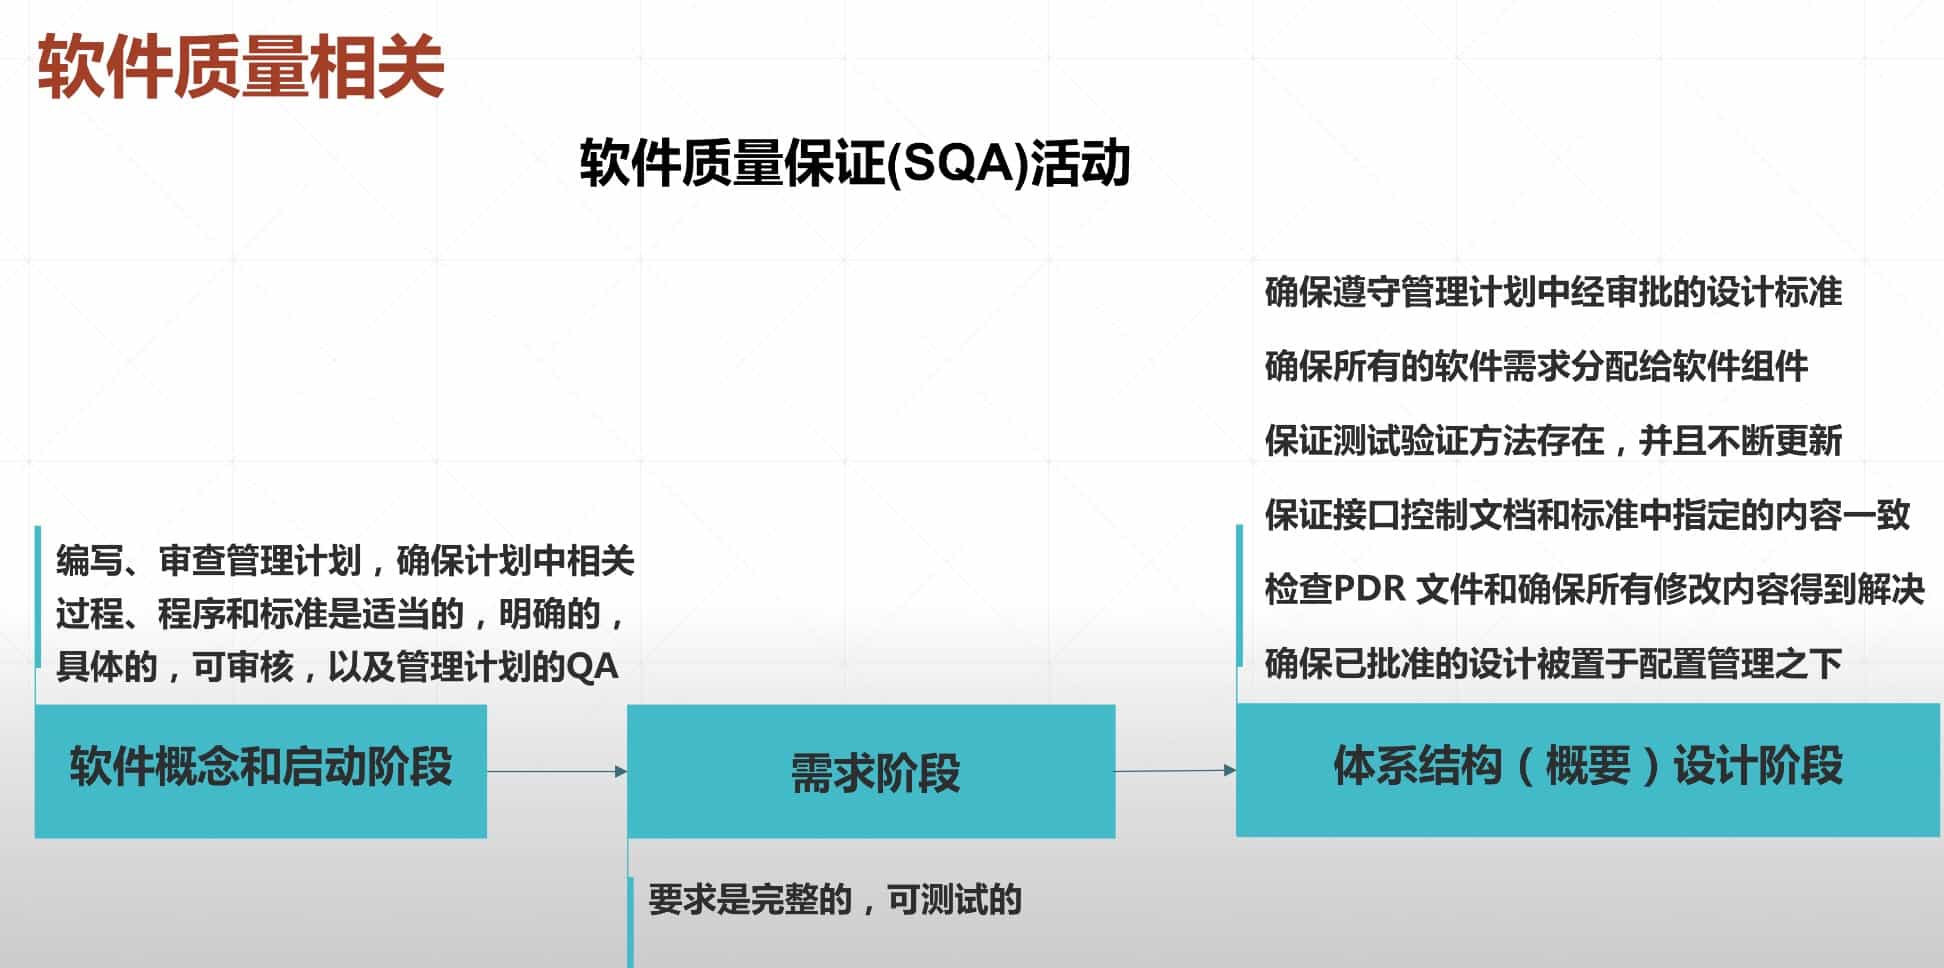 软件质量相关
软件质量保证(SQA)活动
编写、审查管理计划，确保计划中相关
过程、程序和标准是适当的，明确的，
具体的，可审核，以及管理计划的QA
软件概念和启动阶段
需求阶段
要求是完整的，可测试的
确保遵守管理计划中经审批的设计标准
确保所有的软件需求分配给软件组件
保证测试验证方法存在，并且不断更新
保证接口控制文档和标准中指定的内容一致
检查PDR 文件和确保所有修改内容得到解决
确保已批准的设计被置于配置管理之下
体系结构（概要）设计阶段